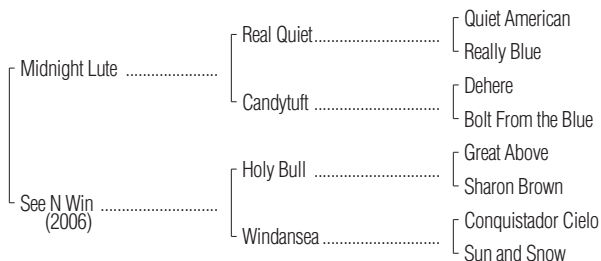 Quiet American
Real Quiet
Really Blue
Midnight Lute
Dehere
Candytuft
Bolt From the Blue
Great Above
Holy Bull
Sharon Brown
See N Win
(2006)
Conquistador Cielo
Windansea
Sun and Snow